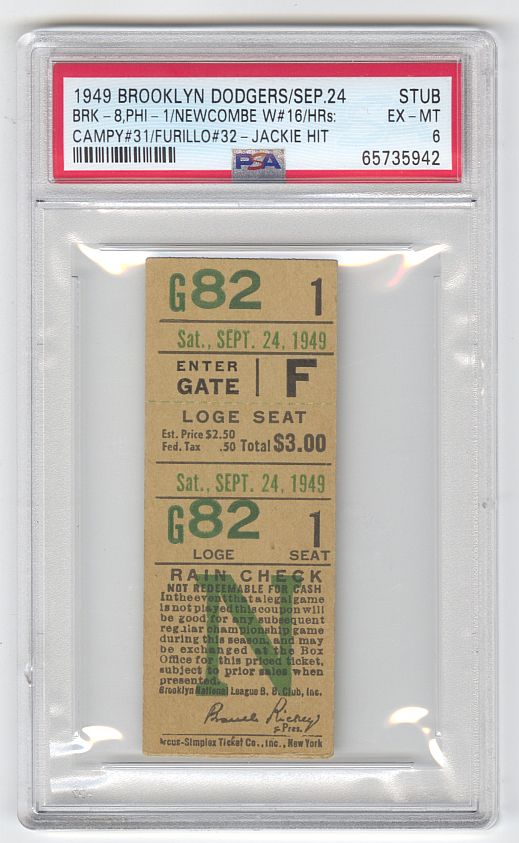 1949 BROOKLYN DODGERS/SEP.24 STUB
BRK - 8,PHI - 1/NEWCOMBE W#16/HRs: EX - MT
CAMPY#31/FURILLO#32 - JACKIE HIT 6
PSA 65735942
G82 1
Sat., SEPT. 24, 1949
ENTER
GATE F
LOGE SEAT
Est. Price $2.50
Fed. Tax .50 Total $3.00
Sat., SEPT. 24, 1949
G82 1
LOGE SEAT
N
RAIN CHECK
NOT REDEEMABLE FOR CASH
In the event that a legal game
is not played this coupon will
be good for any subsequent
regular championship game
during this season, and may
be exchanged at the Box
Office for this priced ticket,
subject to prior sales when
presented.
Brooklyn National League B. B. Club, Inc.
Branch Rickey
Pres.
rcus-Simplex Ticket Co., Inc., New York